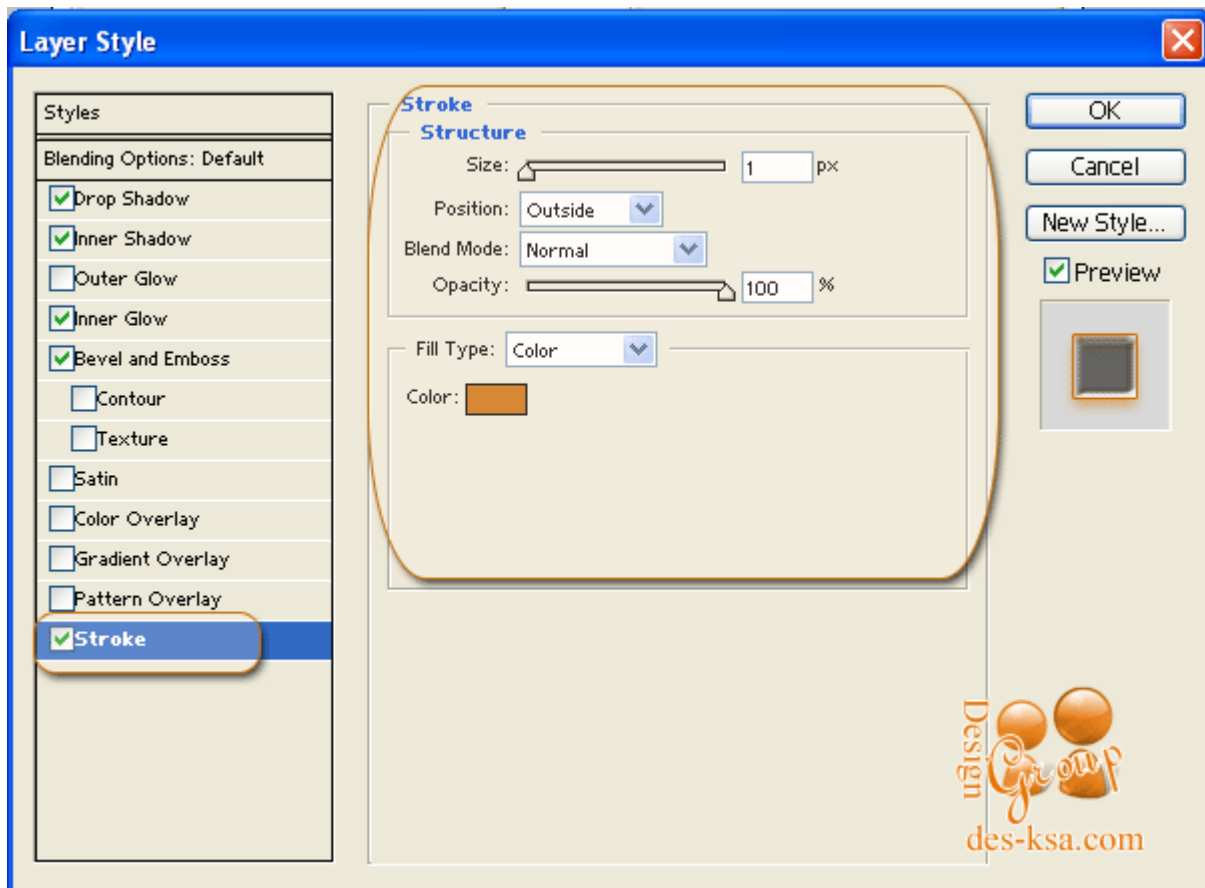 Layer Style
Styles
Blending Options: Default
Drop Shadow
Inner Shadow
Outer Glow
Inner Glow
Bevel and Emboss
Contour
Texture
Satin
Color Overlay
Gradient Overlay
Pattern Overlay
Stroke
Stroke
Structure
Size: 1 px
Position: Outside
Blend Mode: Normal
Opacity: 100 %
Fill Type: Color
Color:
OK
Cancel
New Style...
Preview
Design
Group
des-ksa.com